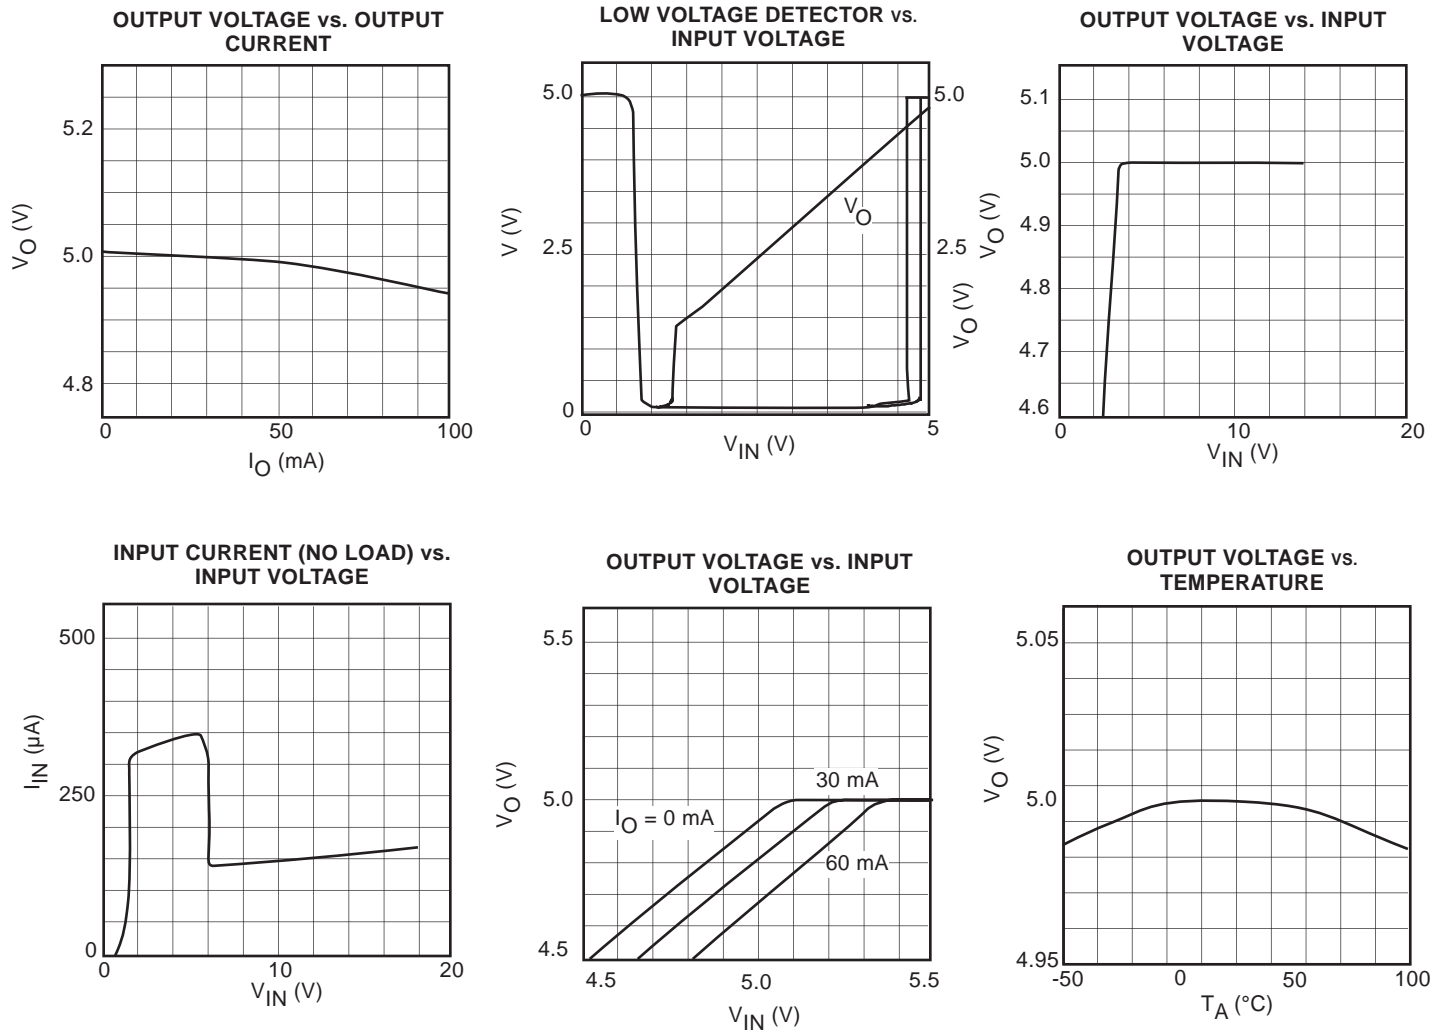 OUTPUT VOLTAGE vs. OUTPUT
CURRENT
5.2
5.0
4.8
VO (V)
0
50
100
IO (mA)
LOW VOLTAGE DETECTOR vs.
INPUT VOLTAGE
5.0
2.5
0
V (V)
VO
5.0
2.5
VO (V)
0
5
VIN (V)
OUTPUT VOLTAGE vs. INPUT
VOLTAGE
5.1
5.0
4.9
4.8
4.7
4.6
VO (V)
0
10
20
VIN (V)
INPUT CURRENT (NO LOAD) vs.
INPUT VOLTAGE
500
250
0
IIN (µA)
0
10
20
VIN (V)
OUTPUT VOLTAGE vs. INPUT
VOLTAGE
5.5
5.0
4.5
VO (V)
30 mA
IO = 0 mA
60 mA
4.5
5.0
5.5
VIN (V)
OUTPUT VOLTAGE vs.
TEMPERATURE
5.05
5.0
4.95
VO (V)
-50
0
50
100
TA (°C)